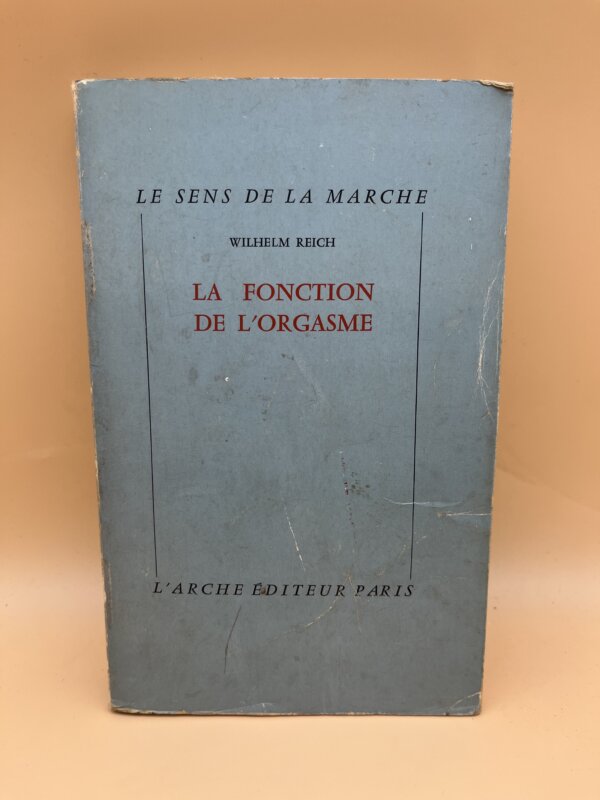 LE SENS DE LA MARCHE
WILHELM REICH
LA FONCTION
DE L'ORGASME
L'ARCHE ÉDITEUR PARIS